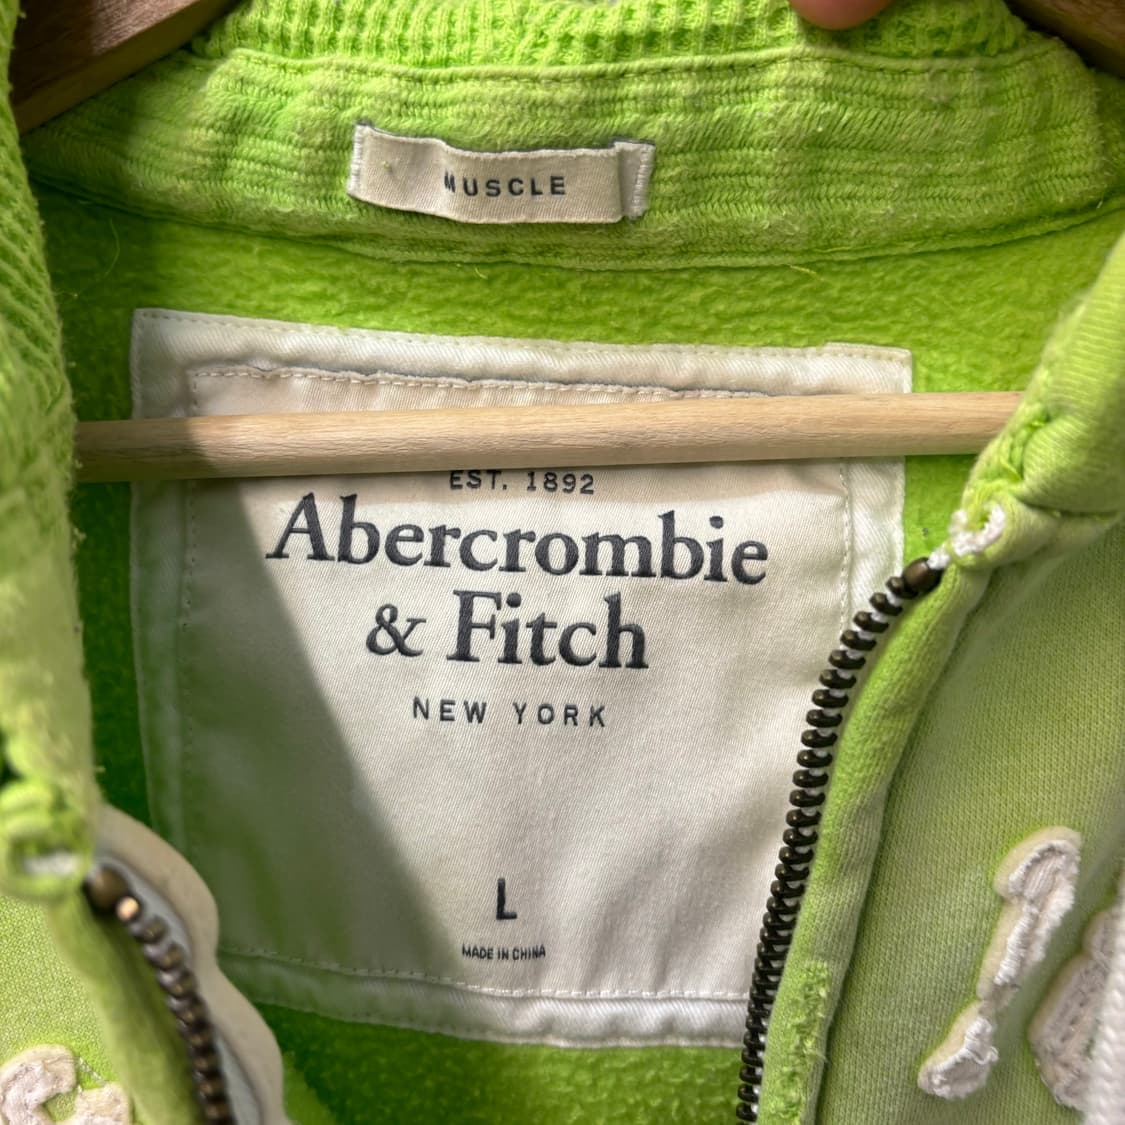 MUSCLE
EST. 1892
Abercrombie
& Fitch
NEW YORK
L
MADE IN CHINA